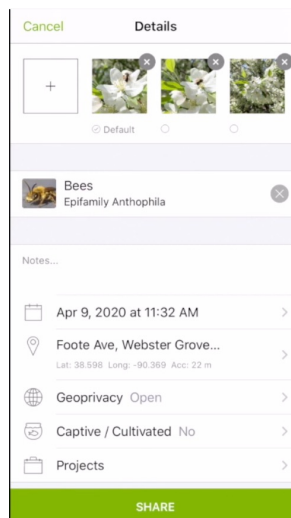 Cancel Details
Default
Bees
Epifamily Anthophila
Notes...
Apr 9, 2020 at 11:32 AM
Foote Ave, Webster Grove...
Lat: 38.598 Long: -90.369 Acc: 22 m
Geoprivacy Open
Captive / Cultivated No
Projects
SHARE